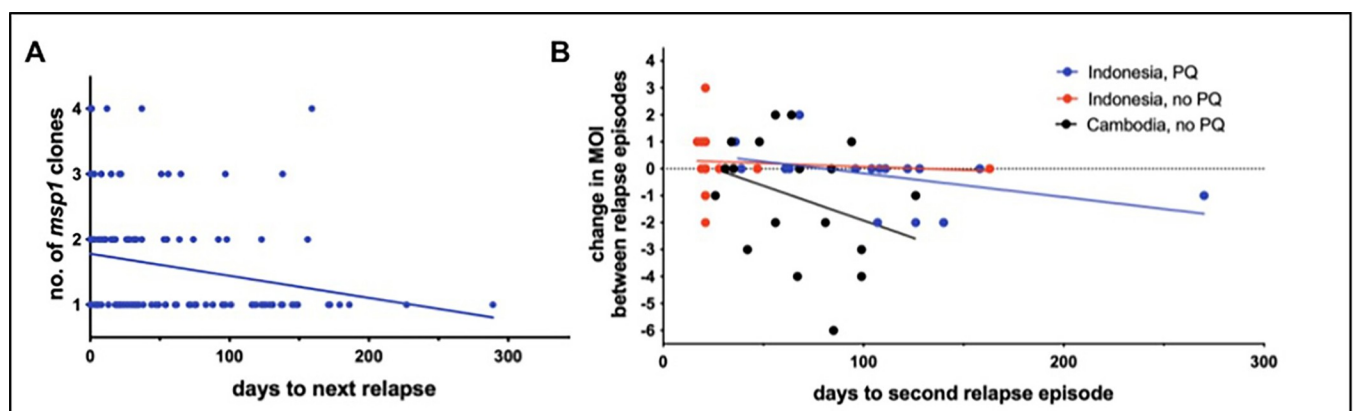 A
no. of msp1 clones
4
3
2
1
0
100
200
300
days to next relapse
B
change in MOI
between relapse episodes
4
3
2
1
0
-1
-2
-3
-4
-5
-6
0
100
200
300
days to second relapse episode
Indonesia, PQ
Indonesia, no PQ
Cambodia, no PQ